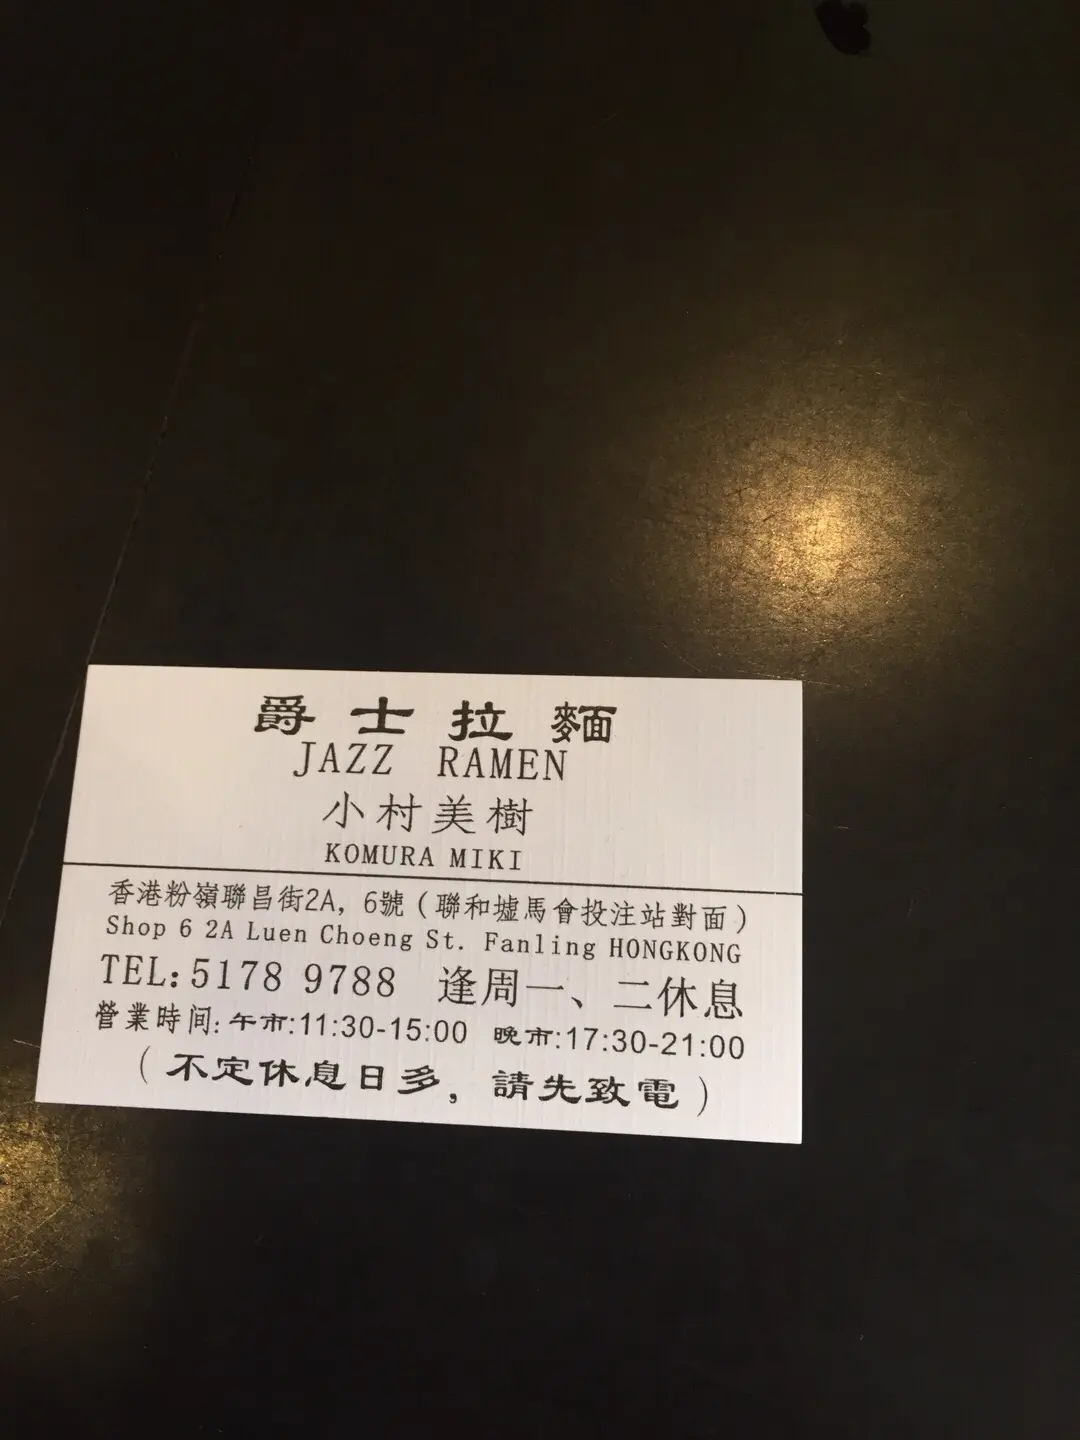 爵士拉麵
JAZZ RAMEN
小村美樹
KOMURA MIKI
香港粉嶺聯昌街2A，6號（聯和墟馬會投注站對面）
Shop 6 2A Luen Choeng St. Fanling HONGKONG
TEL:5178 9788 逢周一、二休息
營業時间:午市:11:30-15:00 晚市:17:30-21:00
（不定休息日多，請先致電）